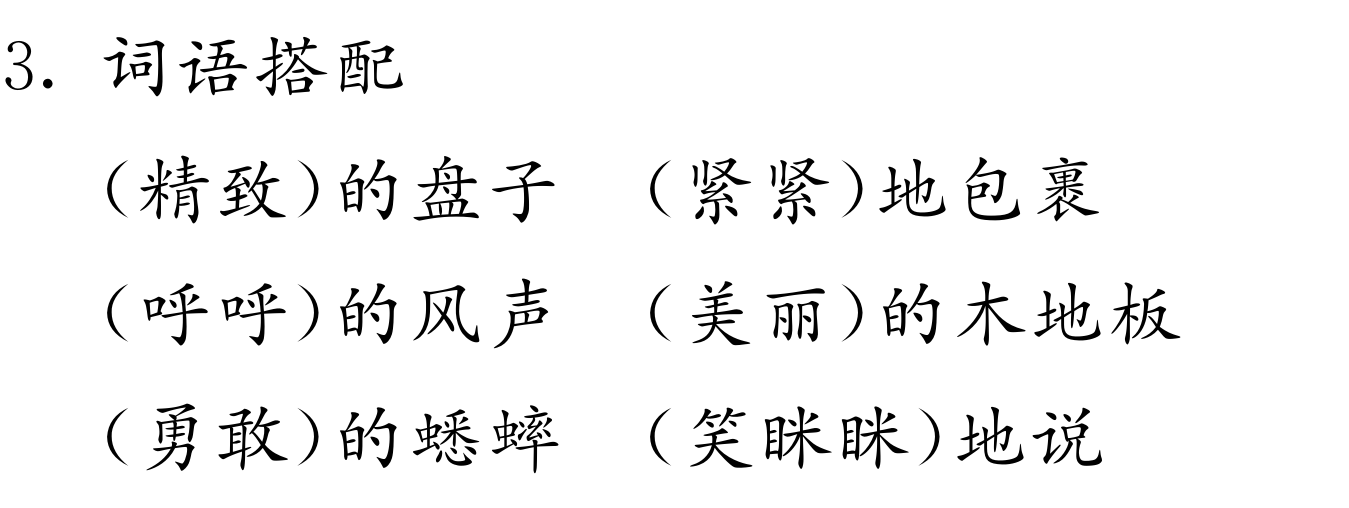 3. 词语搭配
（精致）的盘子 （紧紧）地包裹
（呼呼）的风声 （美丽）的木地板
（勇敢）的蟋蟀 （笑眯眯）地说